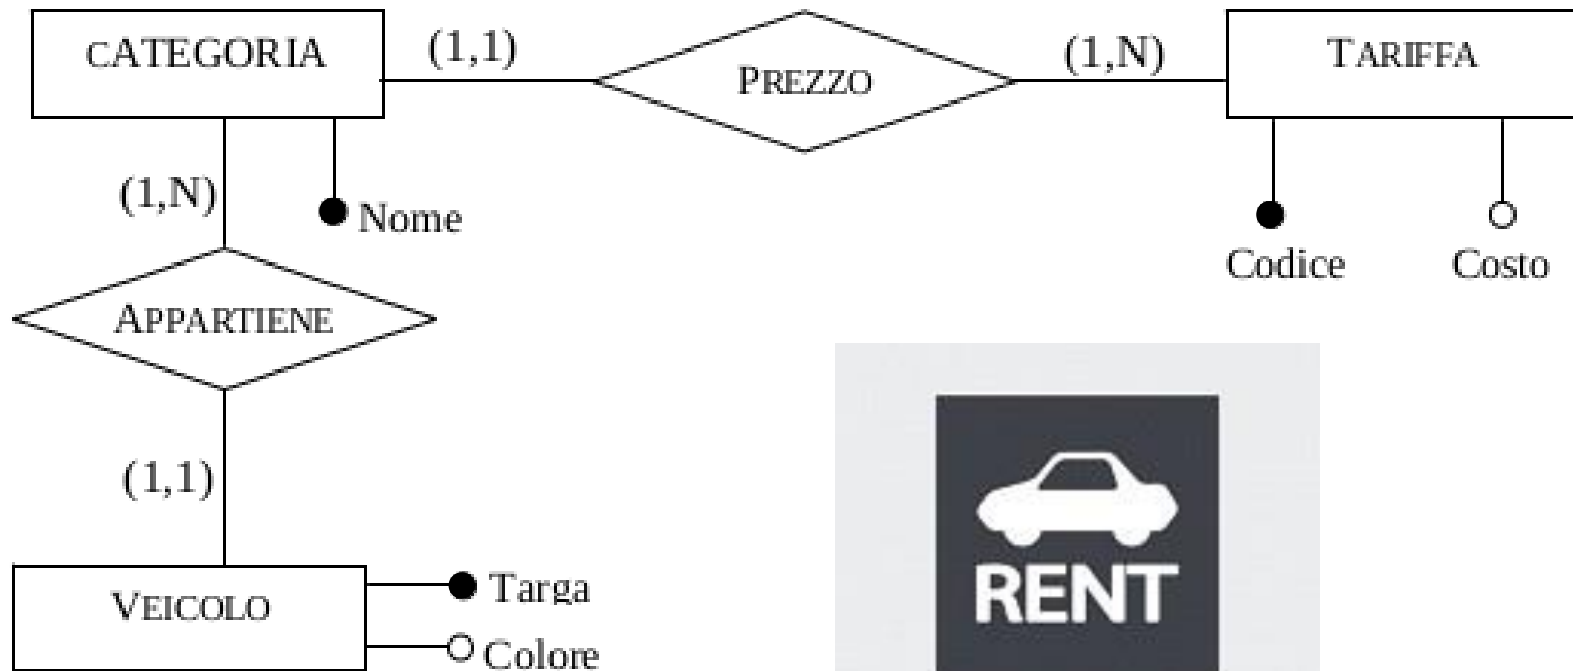 CATEGORIA
(1,1)
PREZZO
(1,N)
TARIFFA
(1,N)
Nome
Codice
Costo
APPARTIENE
(1,1)
VEICOLO
Targa
Colore
RENT